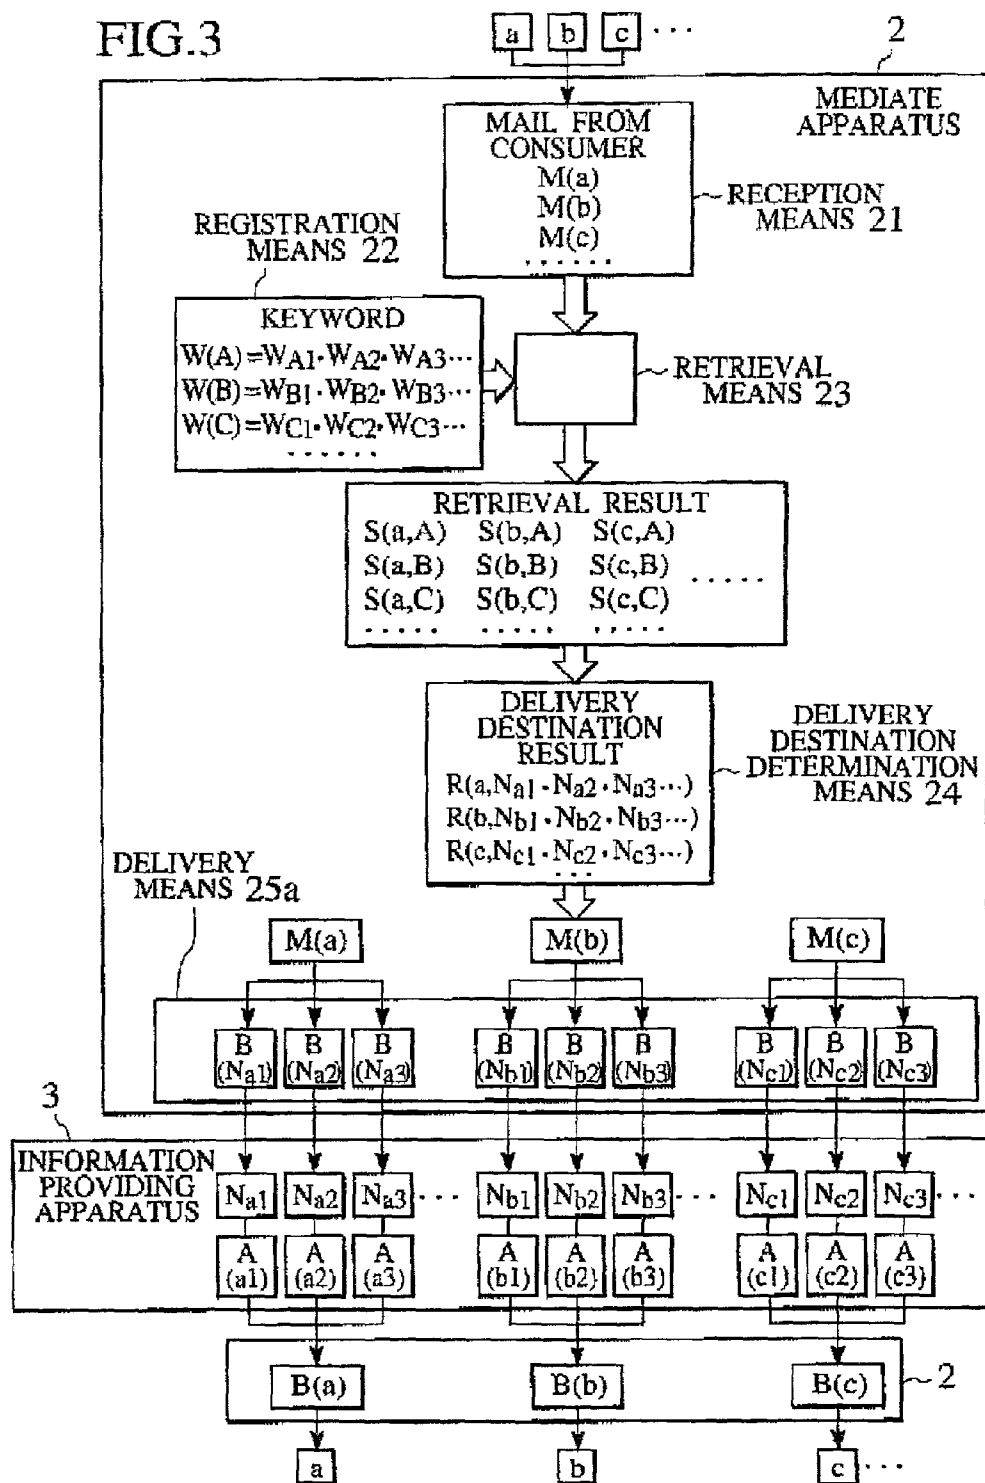 FIG.3
a b c ···
2
MEDIATE
APPARATUS
MAIL FROM
CONSUMER
M(a)
M(b)
M(c)
······
RECEPTION
MEANS 21
REGISTRATION
MEANS 22
KEYWORD
W(A)=WA1·WA2·WA3···
W(B)=WB1·WB2·WB3···
W(C)=WC1·WC2·WC3···
······
RETRIEVAL
MEANS 23
RETRIEVAL RESULT
S(a,A) S(b,A) S(c,A)
S(a,B) S(b,B) S(c,B) ·····
S(a,C) S(b,C) S(c,C)
····· ····· ·····
DELIVERY
DESTINATION
RESULT
R(a,Na1·Na2·Na3···)
R(b,Nb1·Nb2·Nb3···)
R(c,Nc1·Nc2·Nc3···)
···
DELIVERY
DESTINATION
DETERMINATION
MEANS 24
DELIVERY
MEANS 25a
M(a) M(b) M(c)
B B B B B B B B B
(Na1) (Na2) (Na3) (Nb1) (Nb2) (Nb3) (Nc1) (Nc2) (Nc3)
3
INFORMATION
PROVIDING
APPARATUS
Na1 Na2 Na3 ··· Nb1 Nb2 Nb3 ··· Nc1 Nc2 Nc3 ···
A A A A A A A A A
(a1) (a2) (a3) (b1) (b2) (b3) (c1) (c2) (c3)
B(a) B(b) B(c)
2
a b c ···